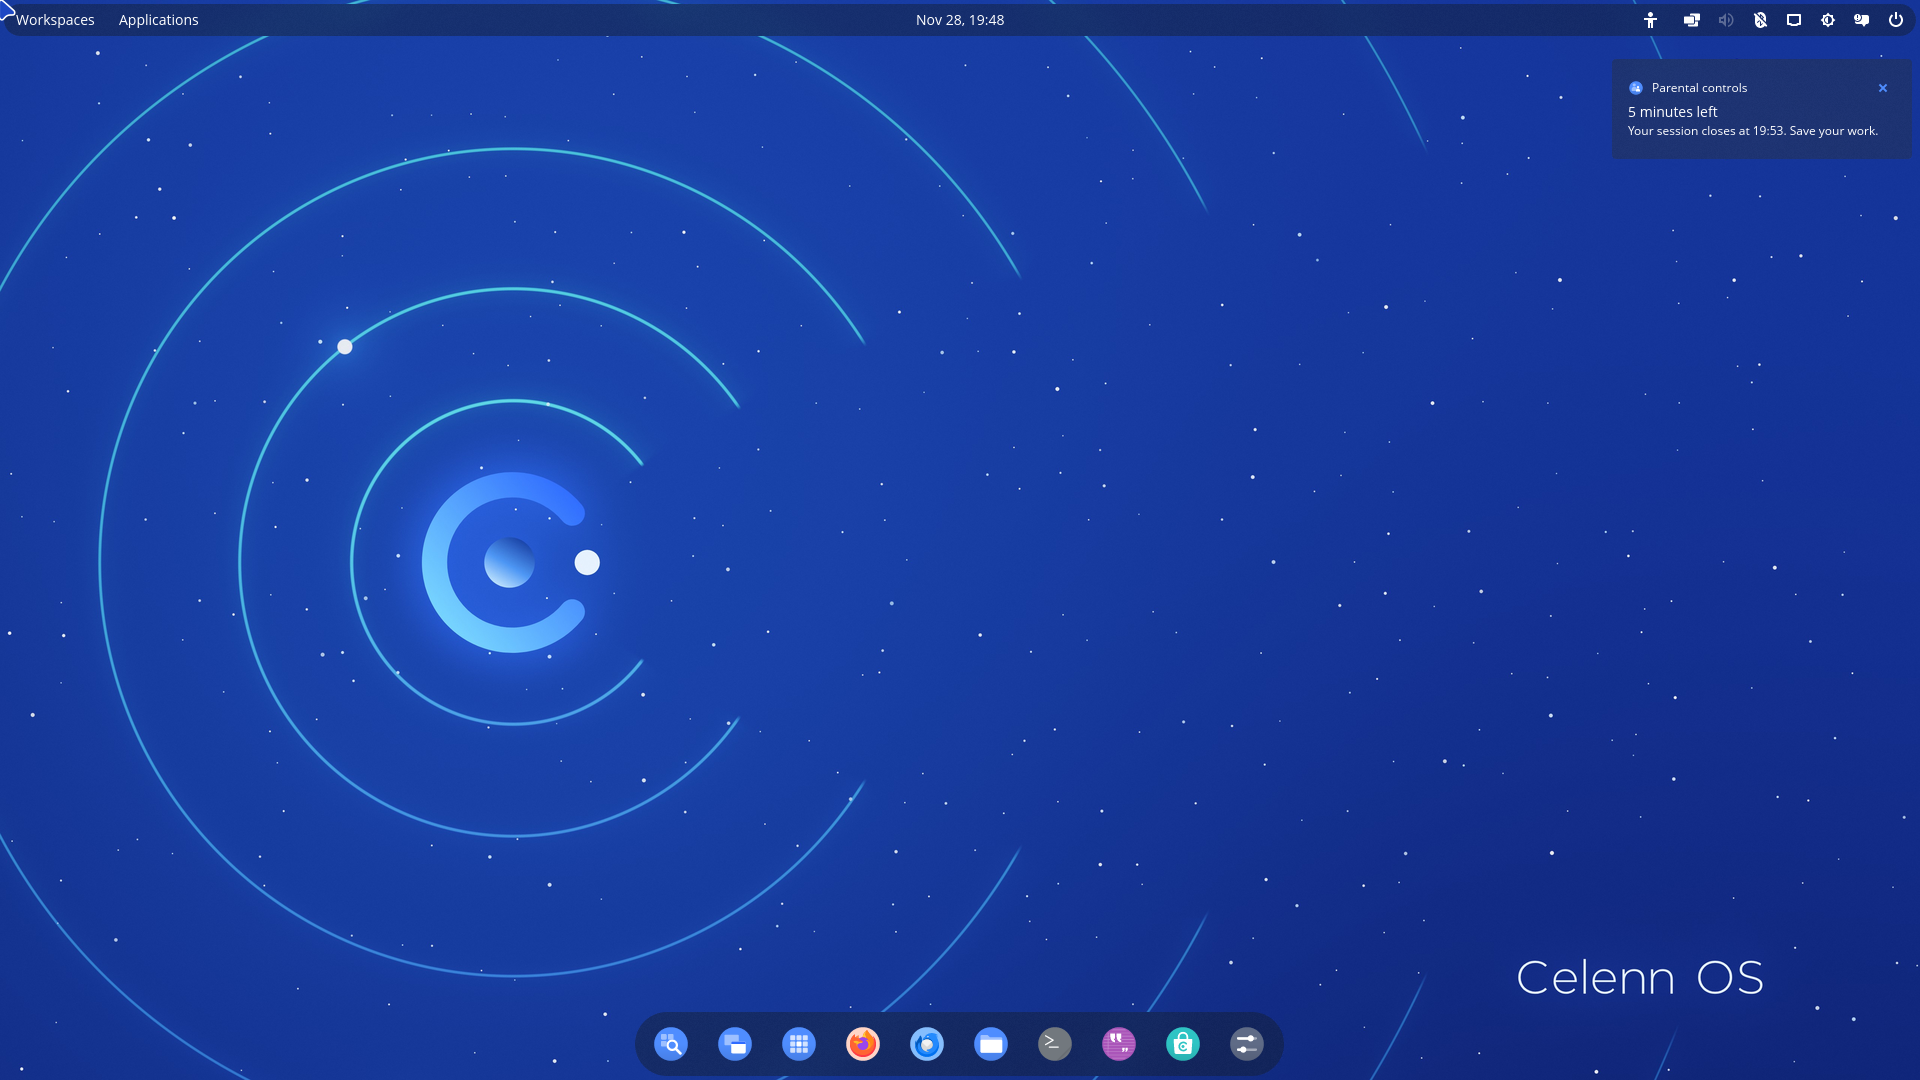 Workspaces Applications Nov 28, 19:48
Parental controls
5 minutes left
Your session closes at 19:53. Save your work.
Celenn OS